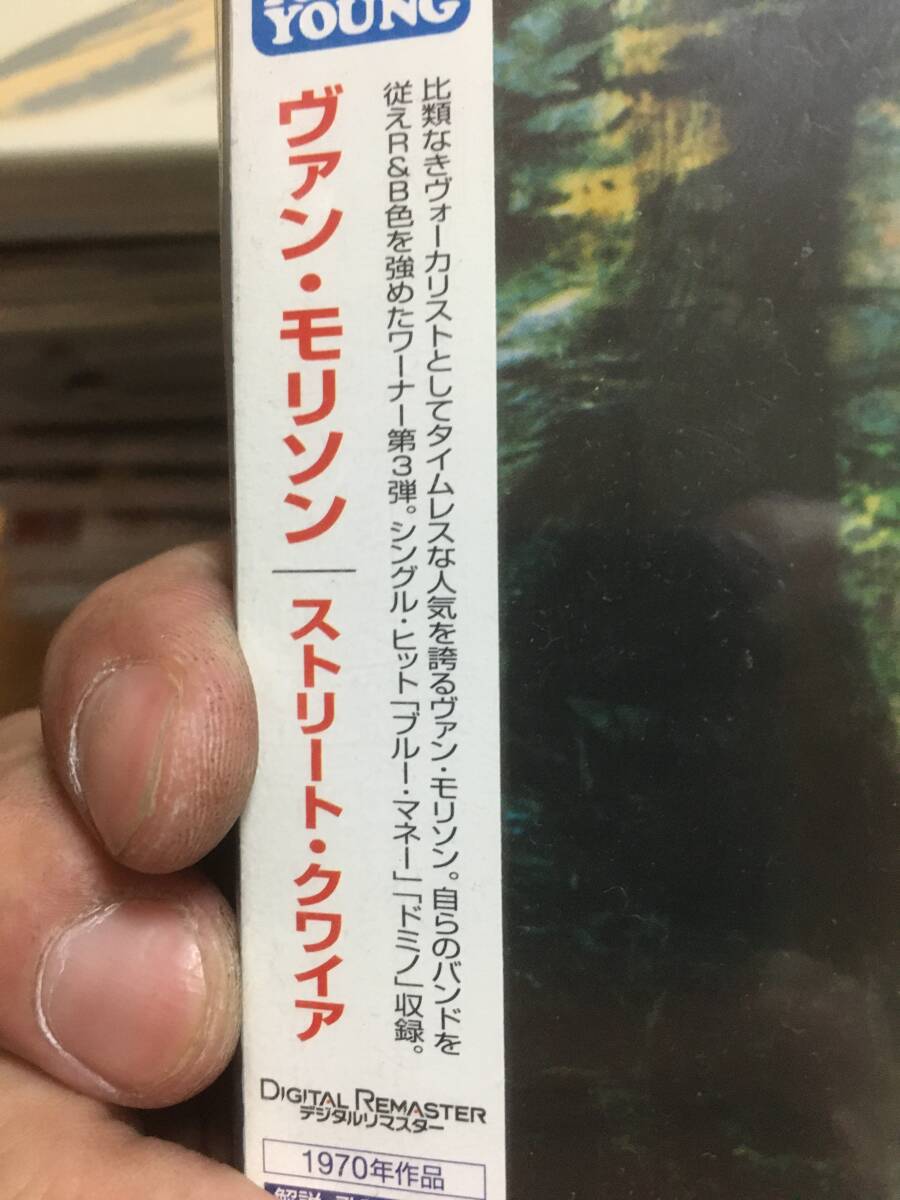 YOUNG
ヴァン・モリソン｜ストリート・クワイア
比類なきヴォーカリストとしてタイムレスな人気を誇るヴァン・モリソン。自らのバンドを
従えR&B色を強めたワーナー第3弾。シングル・ヒット「ブルー・マネー」「ドミノ」収録。
DIGITAL REMASTER
デジタルリマスター
1970年作品